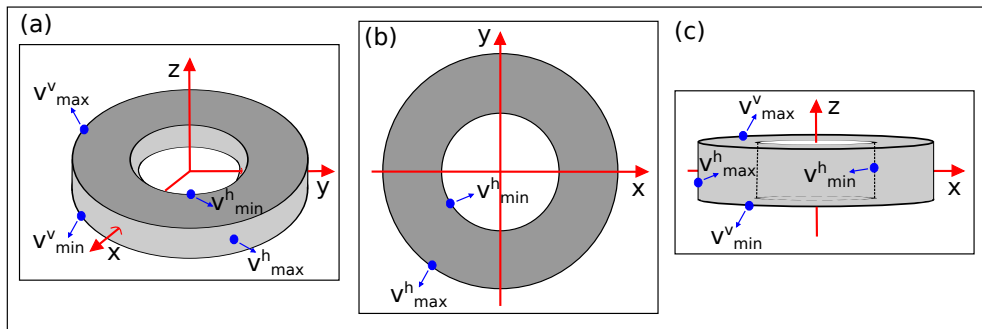 (a)
z
v^v_max
y
v^h_min
v^v_min
x
v^h_max
(b)
y
x
v^h_min
v^h_max
(c)
v^v_max
z
v^h_max
v^h_min
x
v^v_min